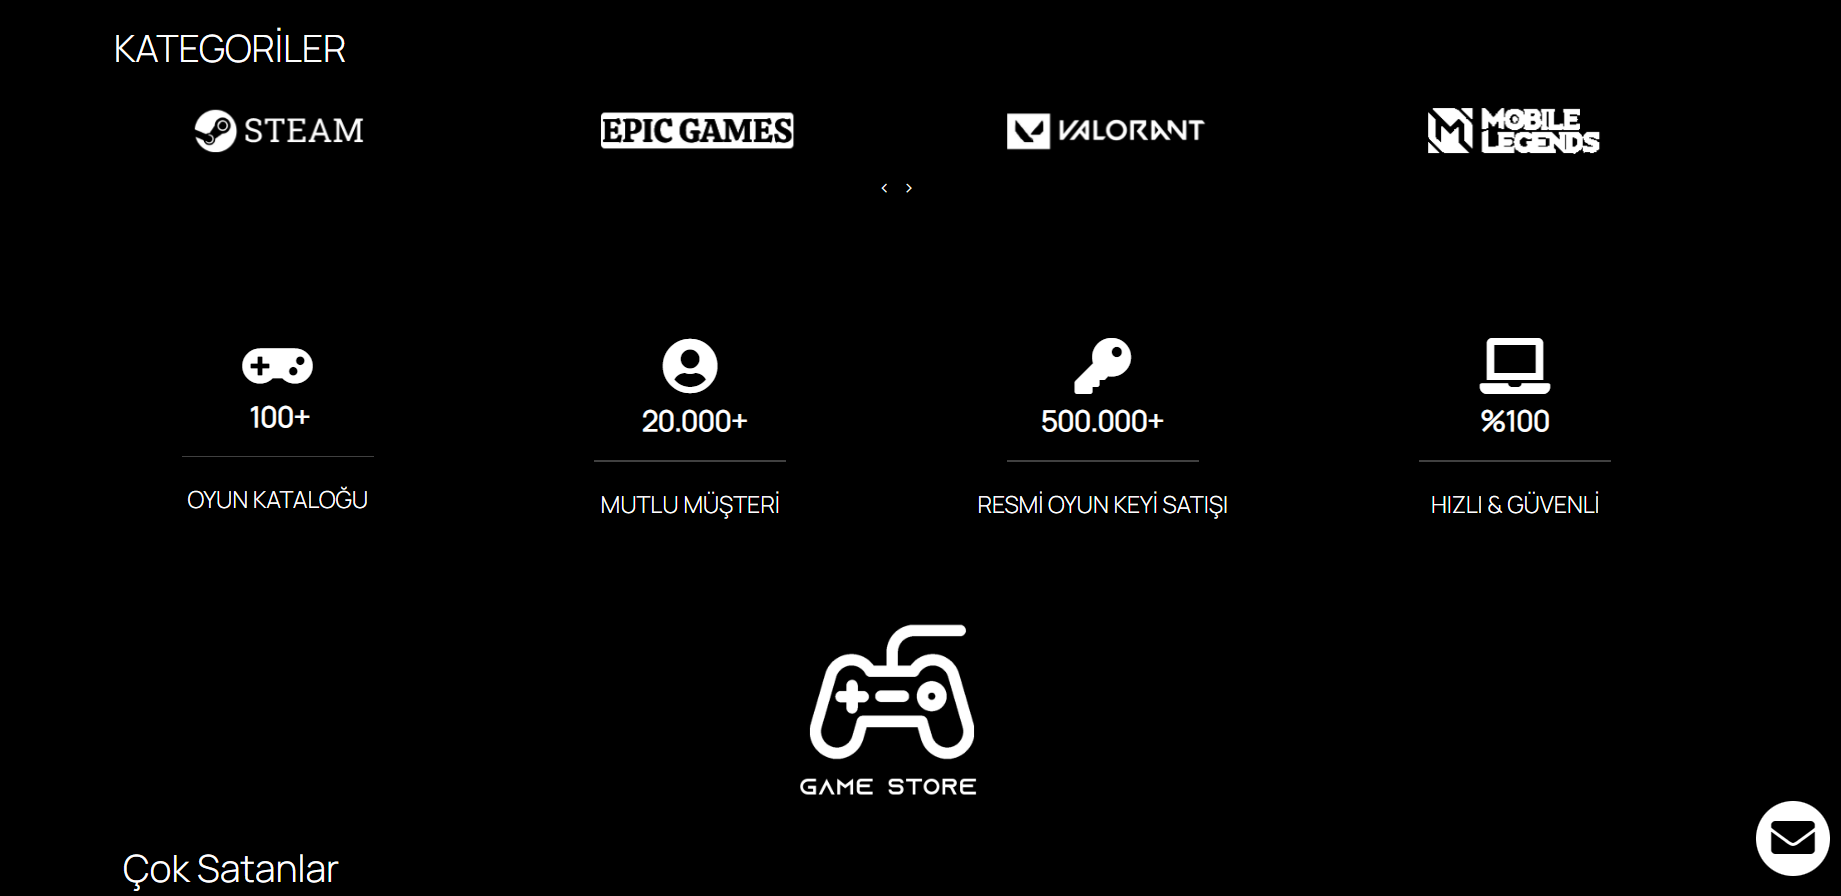 KATEGORİLER
STEAM
EPIC GAMES
VALORANT
MOBILE
LEGENDS
‹ ›
100+
20.000+
500.000+
%100
OYUN KATALOĞU
MUTLU MÜŞTERİ
RESMİ OYUN KEYİ SATIŞI
HIZLI & GÜVENLİ
GAME STORE
Çok Satanlar